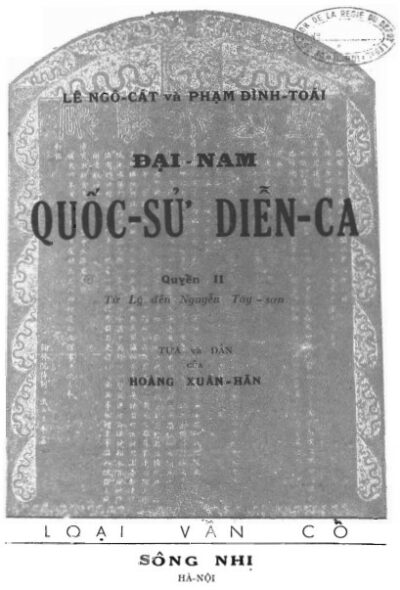 LÊ NGÔ-CÁT và PHẠM ĐÌNH-TOÁI
ĐẠI-NAM
QUỐC-SỬ DIỄN-CA
Quyển II
Từ Lý đến Nguyễn Tây-sơn
TỰA và DẪN
của
HOÀNG XUÂN-HÃN
LOẠI VĂN CỔ
SÔNG NHỊ
HÀ-NỘI